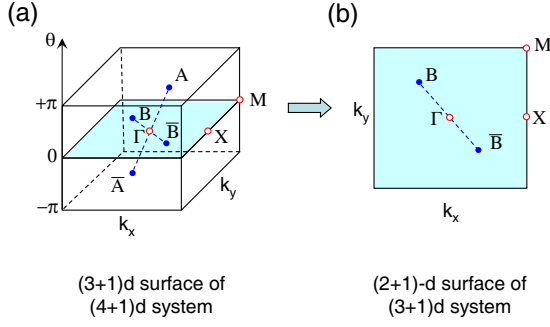 (a)
θ
A
+π
B
M
Γ
B̅
X
0
A̅
k_y
−π
k_x
(3+1)d surface of
(4+1)d system
(b)
M
B
k_y
Γ
X
B̅
k_x
(2+1)-d surface of
(3+1)d system